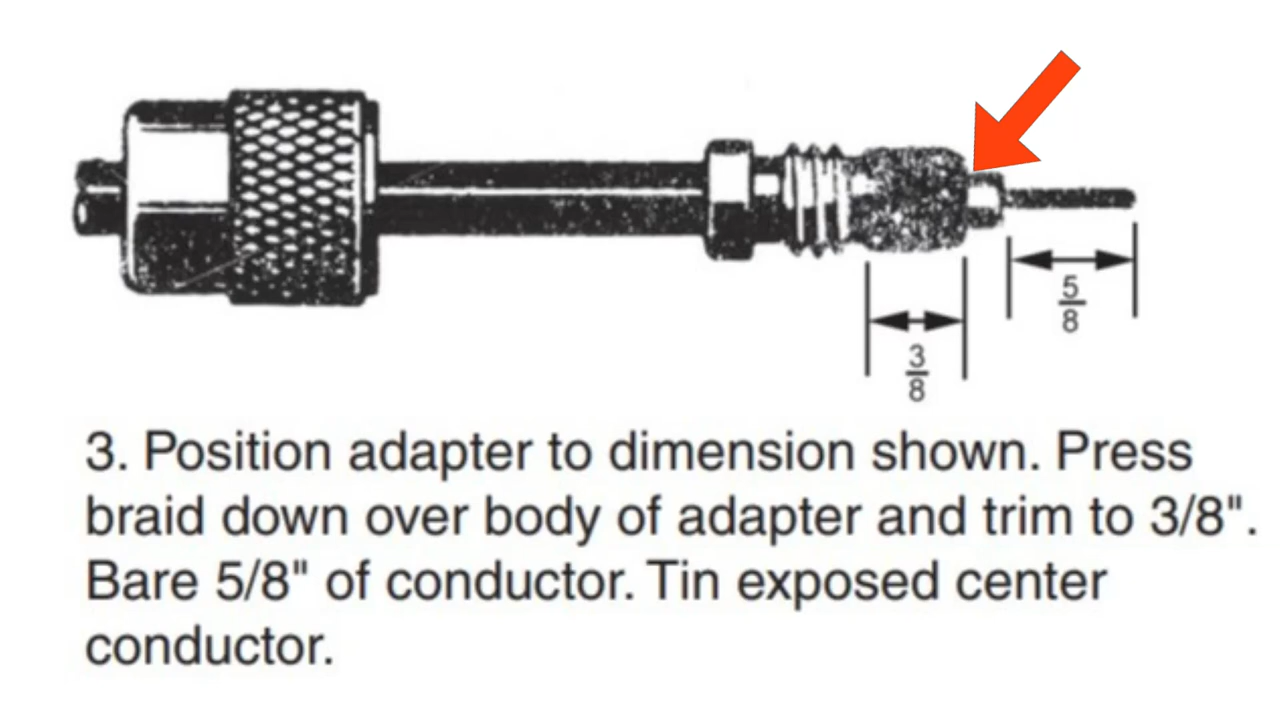 5/8
3/8
3. Position adapter to dimension shown. Press
braid down over body of adapter and trim to 3/8".
Bare 5/8" of conductor. Tin exposed center
conductor.